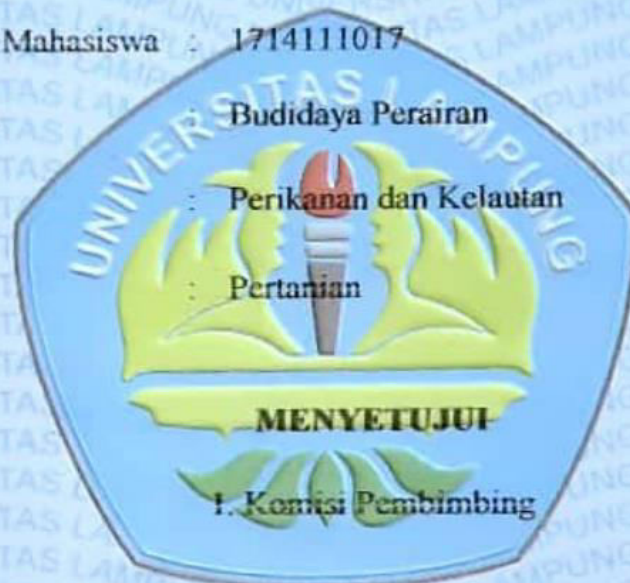 Mahasiswa : 1714111017
: Budidaya Perairan
: Perikanan dan Kelautan
: Pertanian
UNIVERSITAS LAMPUNG
MENYETUJUI
1. Komisi Pembimbing